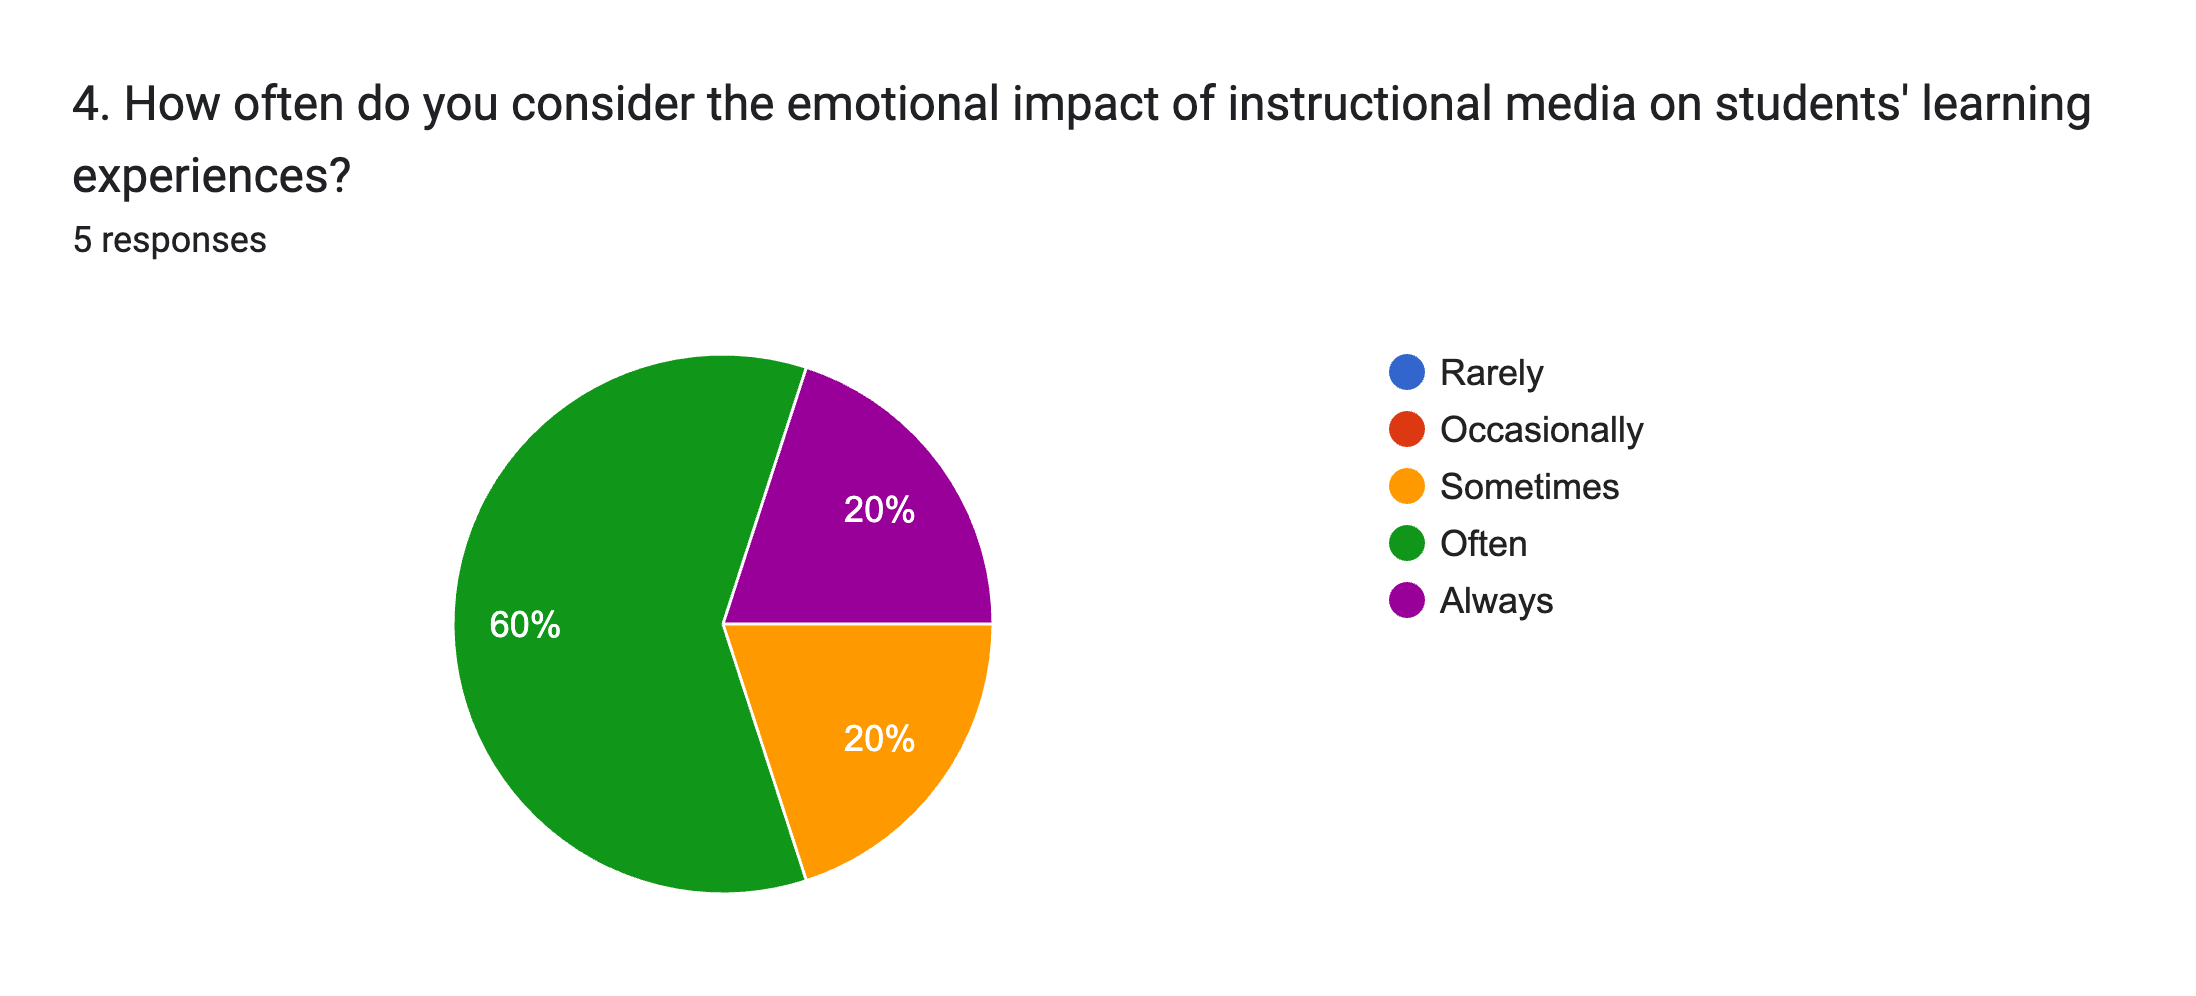 4. How often do you consider the emotional impact of instructional media on students' learning
experiences?
5 responses
20%
60%
20%
Rarely
Occasionally
Sometimes
Often
Always